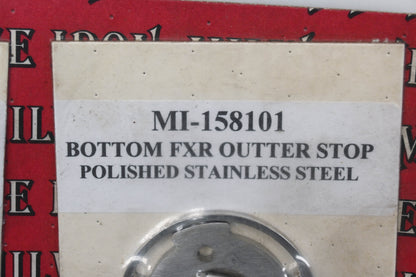 MI-158101
BOTTOM FXR OUTTER STOP
POLISHED STAINLESS STEEL